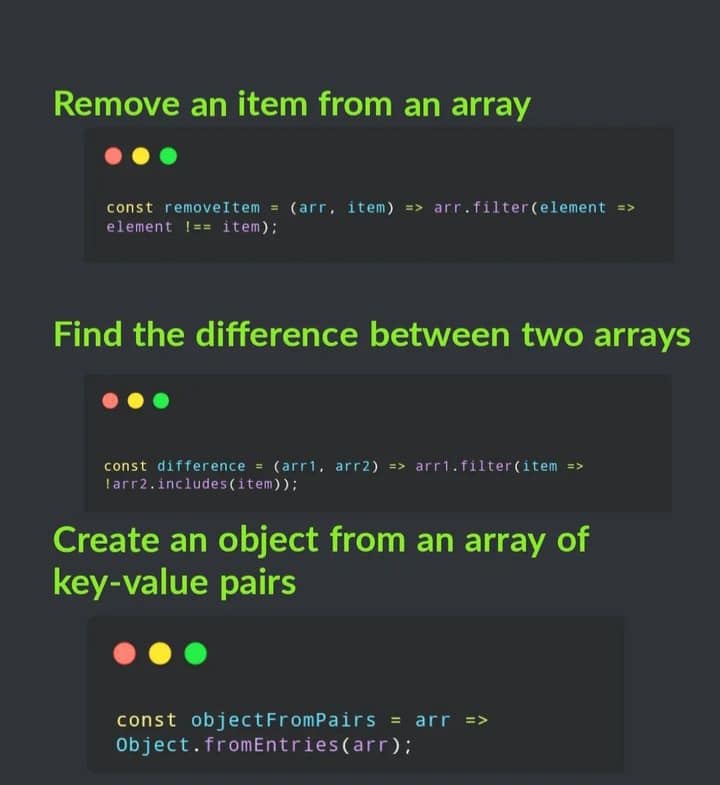 Remove an item from an array
const removeItem = (arr, item) => arr.filter(element =>
element !== item);
Find the difference between two arrays
const difference = (arr1, arr2) => arr1.filter(item =>
!arr2.includes(item));
Create an object from an array of
key-value pairs
const objectFromPairs = arr =>
Object.fromEntries(arr);